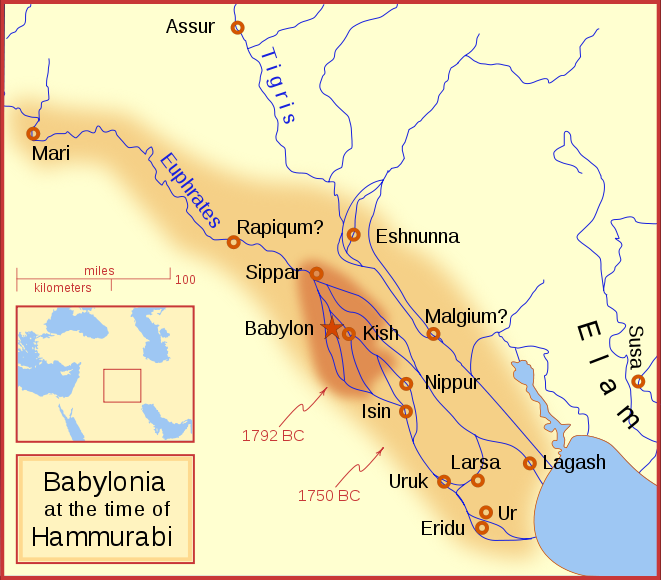 Assur
Tigris
Mari
Euphrates
Rapiqum?
Eshnunna
Sippar
miles
kilometers
100
Babylon
Kish
Malgium?
Elam
Susa
Nippur
Isin
1792 BC
1750 BC
Larsa
Lagash
Uruk
Ur
Eridu
Babylonia
at the time of
Hammurabi